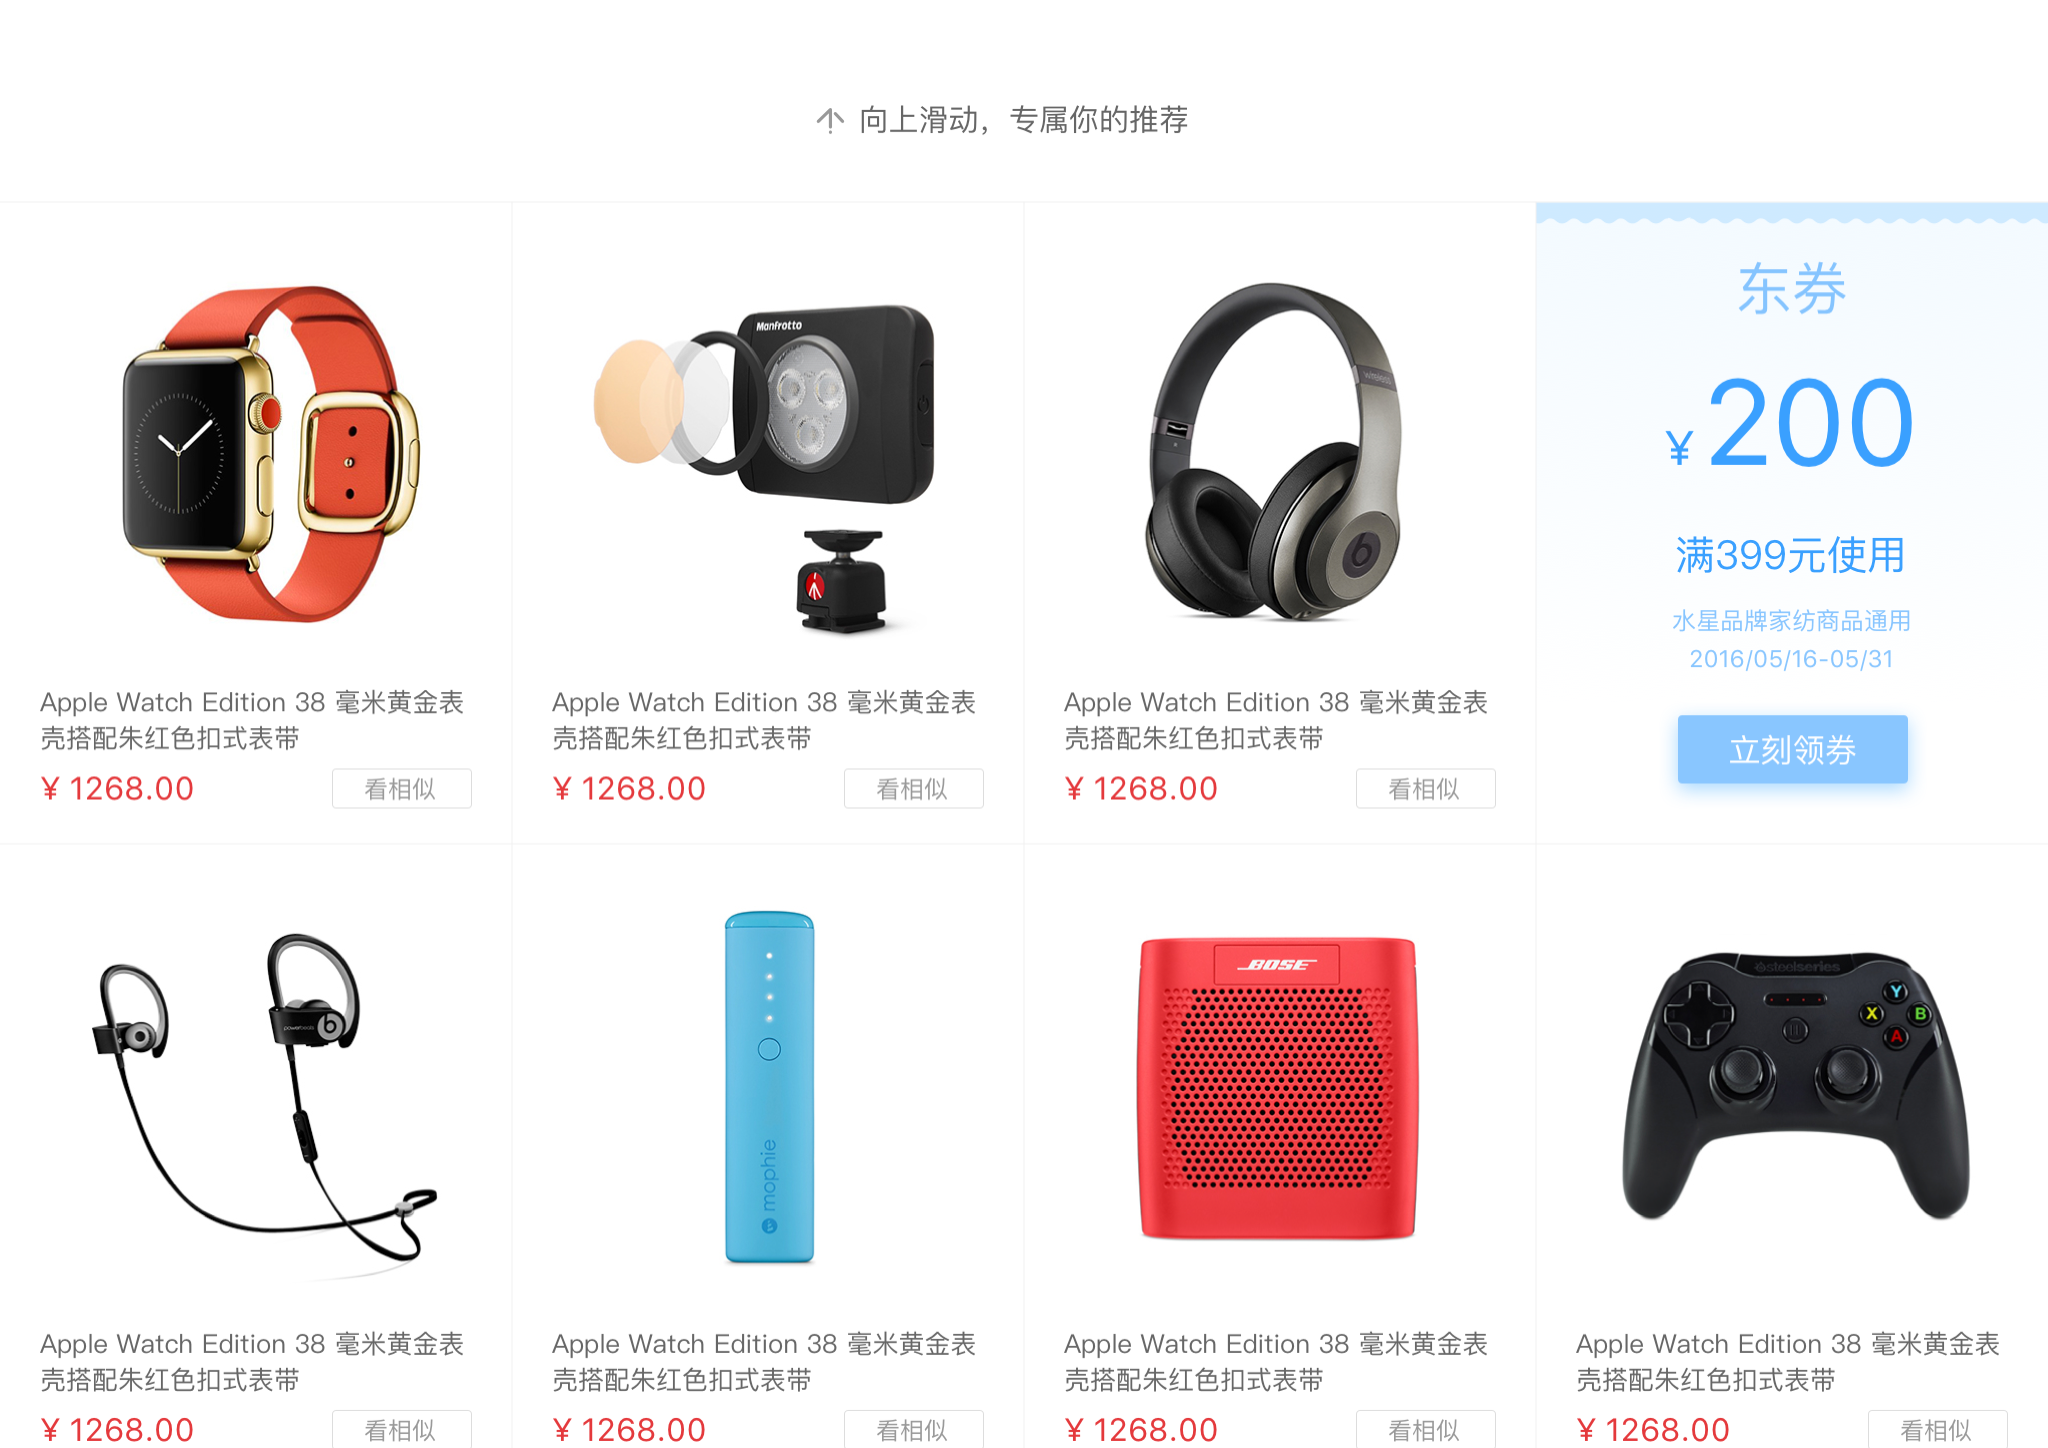 向上滑动，专属你的推荐
Manfrotto
wireless
Apple Watch Edition 38 毫米黄金表
壳搭配朱红色扣式表带
¥ 1268.00
看相似
Apple Watch Edition 38 毫米黄金表
壳搭配朱红色扣式表带
¥ 1268.00
看相似
Apple Watch Edition 38 毫米黄金表
壳搭配朱红色扣式表带
¥ 1268.00
看相似
东券
¥ 200
满399元使用
水星品牌家纺商品通用
2016/05/16-05/31
立刻领券
powerbeats
mophie
BOSE
steelseries
Y
X
B
A
Apple Watch Edition 38 毫米黄金表
壳搭配朱红色扣式表带
¥ 1268.00
看相似
Apple Watch Edition 38 毫米黄金表
壳搭配朱红色扣式表带
¥ 1268.00
看相似
Apple Watch Edition 38 毫米黄金表
壳搭配朱红色扣式表带
¥ 1268.00
看相似
Apple Watch Edition 38 毫米黄金表
壳搭配朱红色扣式表带
¥ 1268.00
看相似